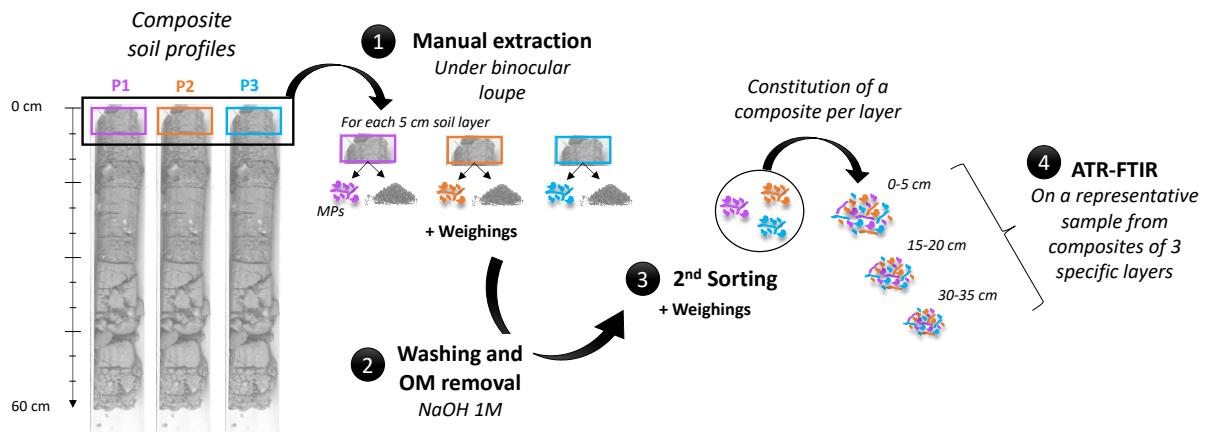 Composite
soil profiles
P1
P2
P3
0 cm
60 cm
1
Manual extraction
Under binocular
loupe
For each 5 cm soil layer
MPs
+ Weighings
2
Washing and
OM removal
NaOH 1M
3
2nd Sorting
+ Weighings
Constitution of a
composite per layer
0-5 cm
15-20 cm
30-35 cm
4
ATR-FTIR
On a representative
sample from
composites of 3
specific layers